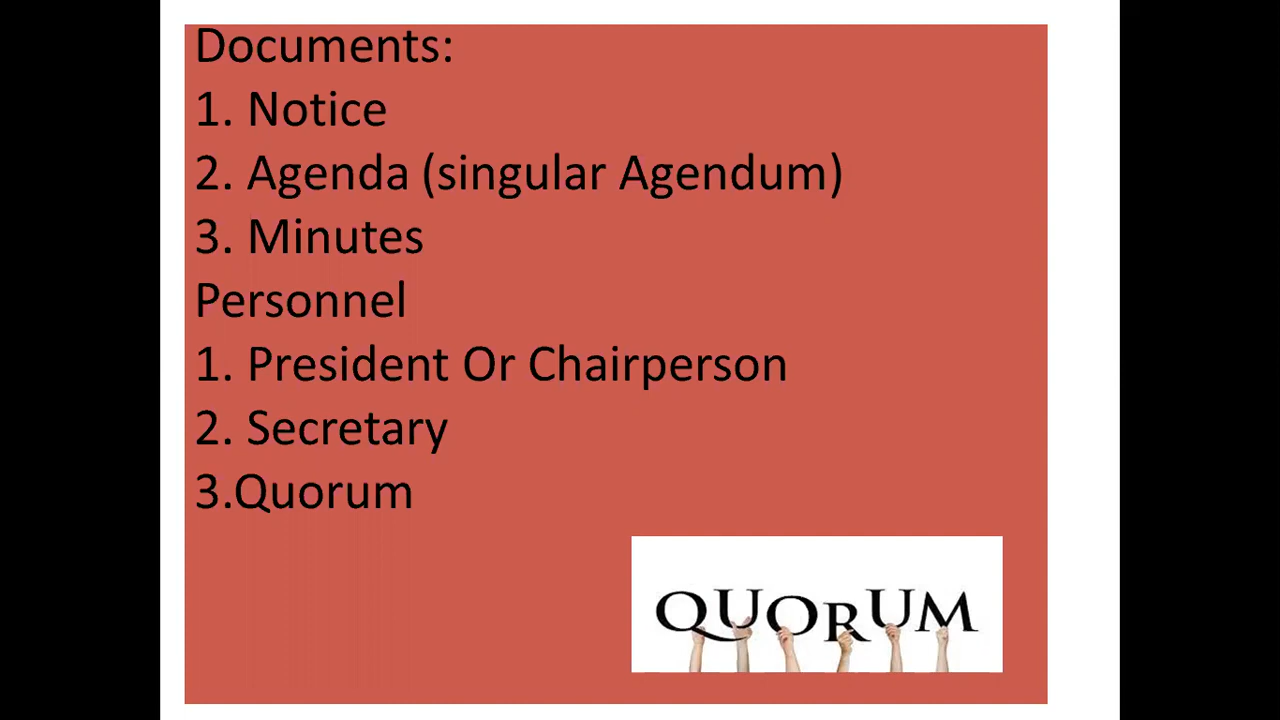 Documents:
1. Notice
2. Agenda (singular Agendum)
3. Minutes
Personnel
1. President Or Chairperson
2. Secretary
3.Quorum
QUORUM